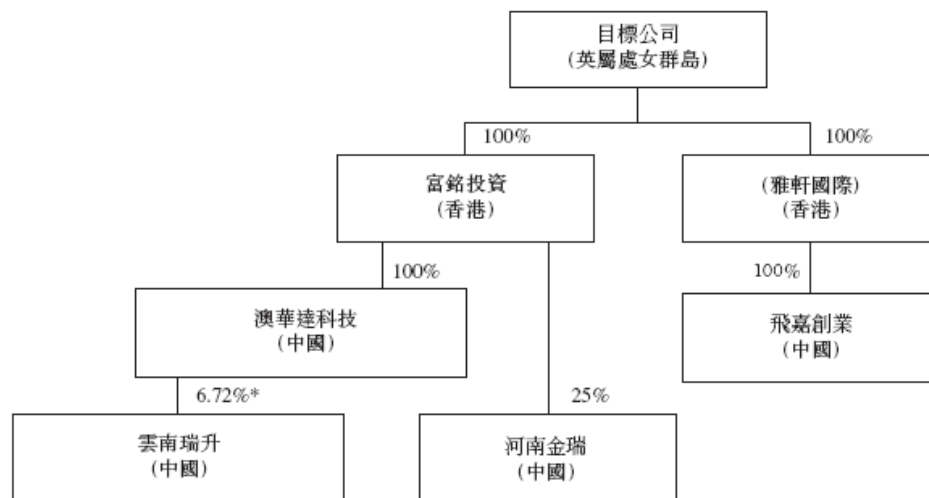 目標公司
(英屬處女群島)
100%
100%
富銘投資
(香港)
(雅軒國際)
(香港)
100%
100%
澳華達科技
(中國)
飛嘉創業
(中國)
6.72%*
25%
雲南瑞升
(中國)
河南金瑞
(中國)